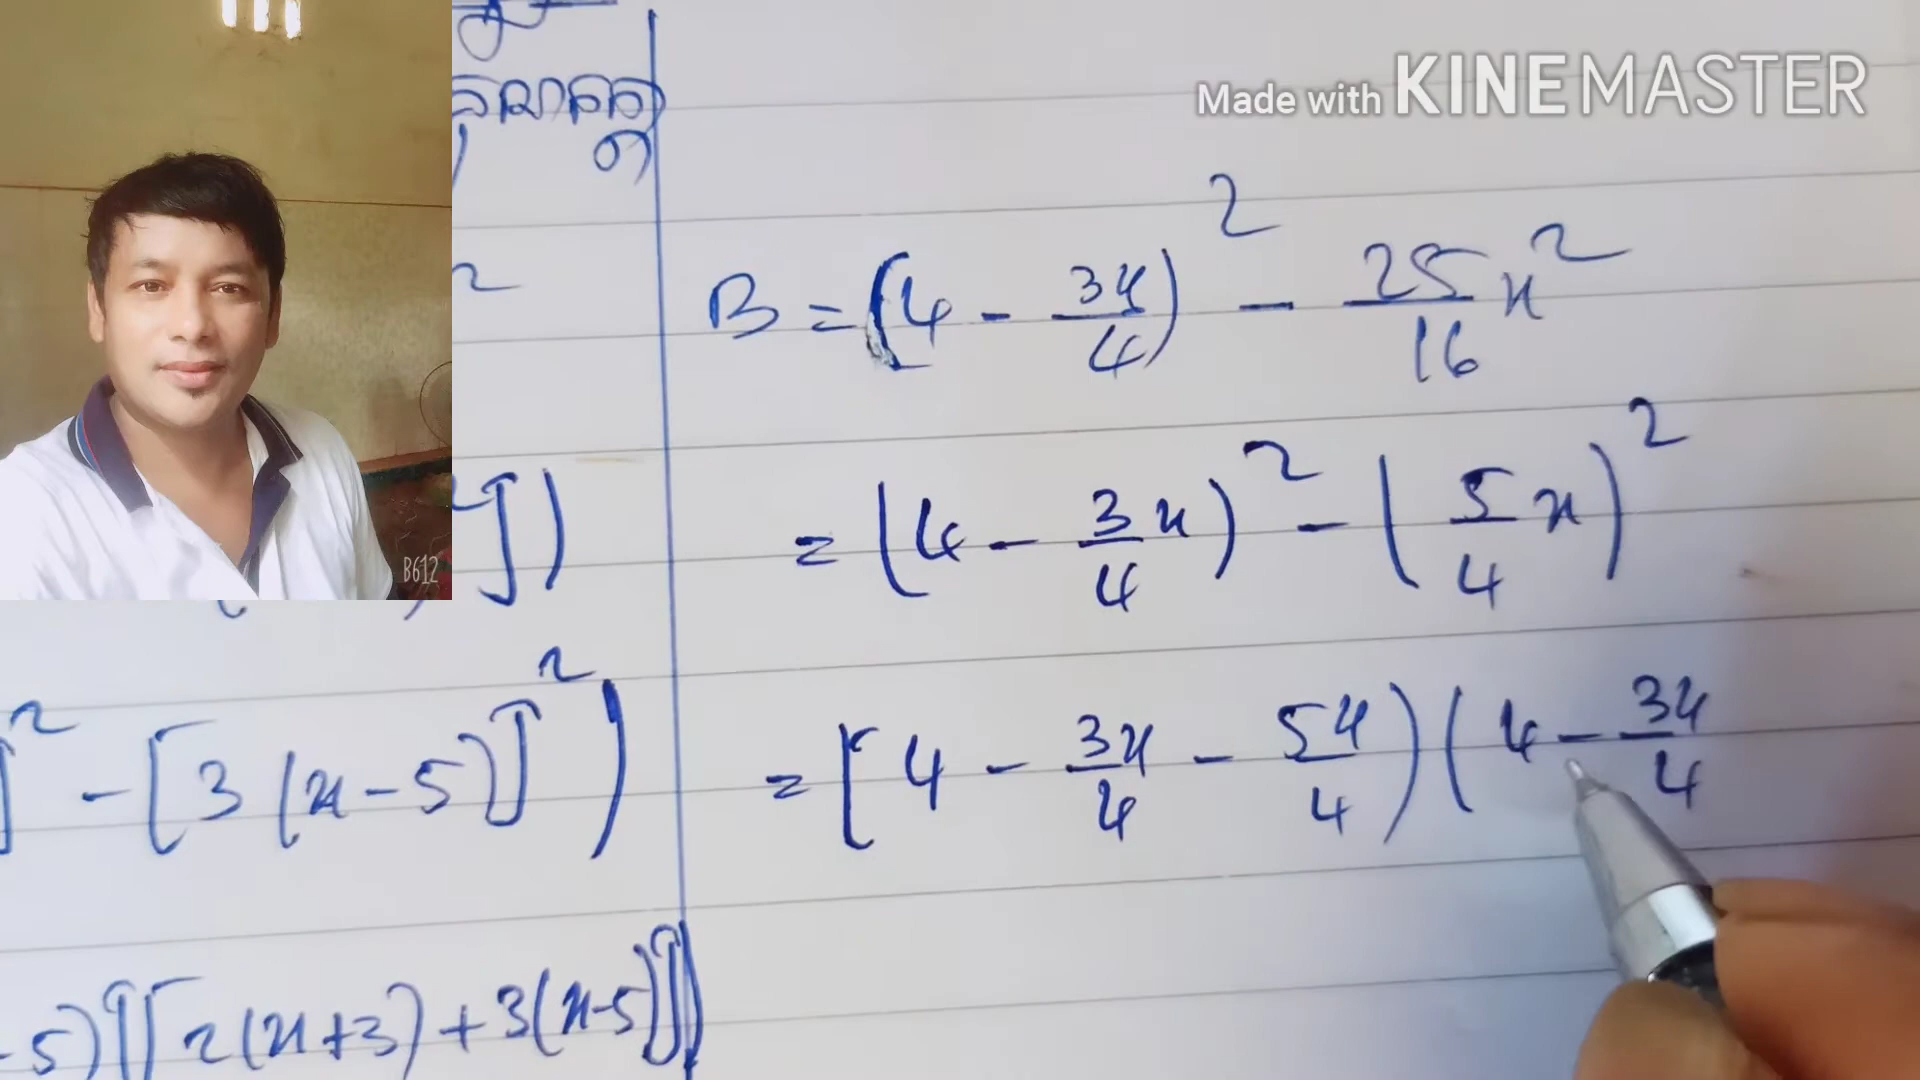 Made with KINEMASTER
B612
B = (4 - 3x/4)² - 25/16 x²
= (4 - 3/4 x)² - (5/4 x)²
= [4 - 3x/4 - 5x/4) (4 - 3x/4
]² - [3 (x - 5)]² )
- 5)][2(x+3) + 3(x-5)])